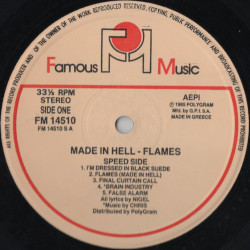 ALL RIGHTS OF THE RECORD PRODUCER AND OF THE OWNER OF THE RECORDED WORK RESERVED. UNAUTHORISED COPYING, PUBLIC PERFORMANCE AND BROADCASTING OF THIS RECORD PROHIBITED
Famous Music
33⅓ RPM
STEREO
SIDE ONE
FM 14510
FM 14510 S A
AEPI
Ⓟ 1985 POLYGRAM
Mfd. by G.P.I. S.A.
MADE IN GREECE
MADE IN HELL - FLAMES
SPEED SIDE
1. I'M DRESSED IN BLACK SUEDE
2. FLAMES (MADE IN HELL)
3. FINAL CURTAIN CALL
4. *BRAIN INDUSTRY
5. FALSE ALARM
All lyrics by NIGEL
*Music by CHRIS
Distributed by PolyGram